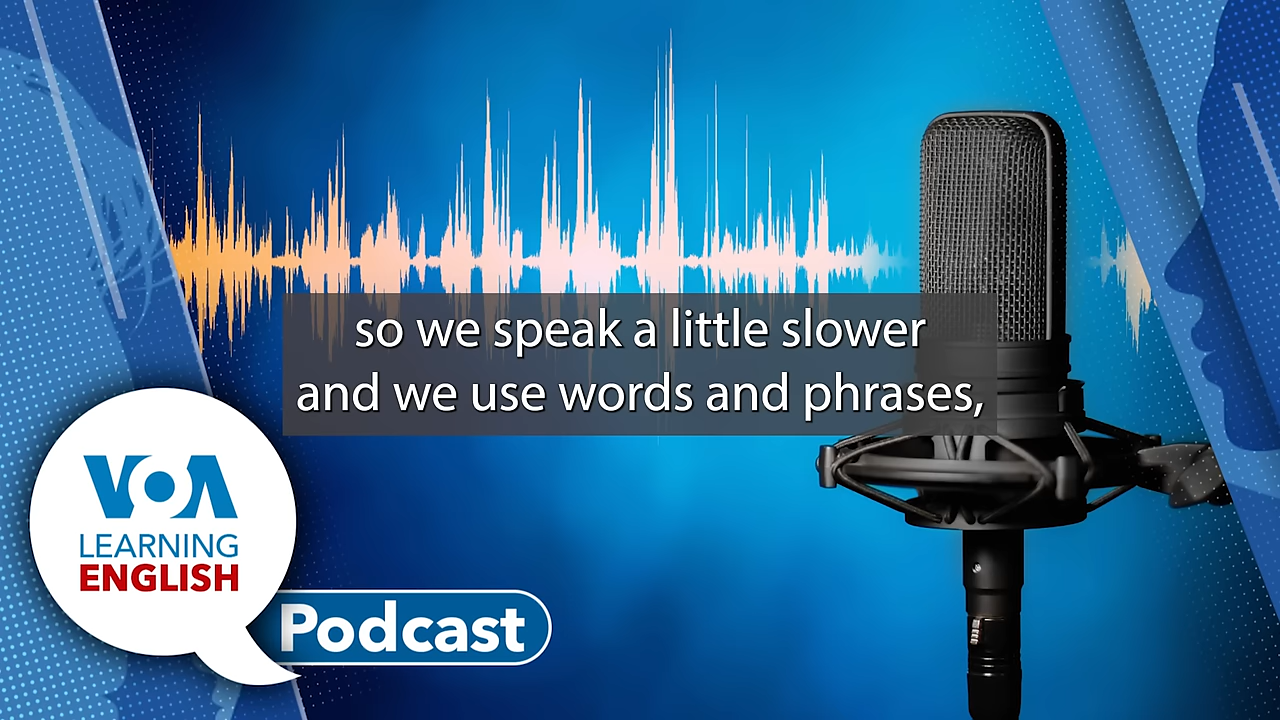 so we speak a little slower
and we use words and phrases,
VOA
LEARNING
ENGLISH
Podcast